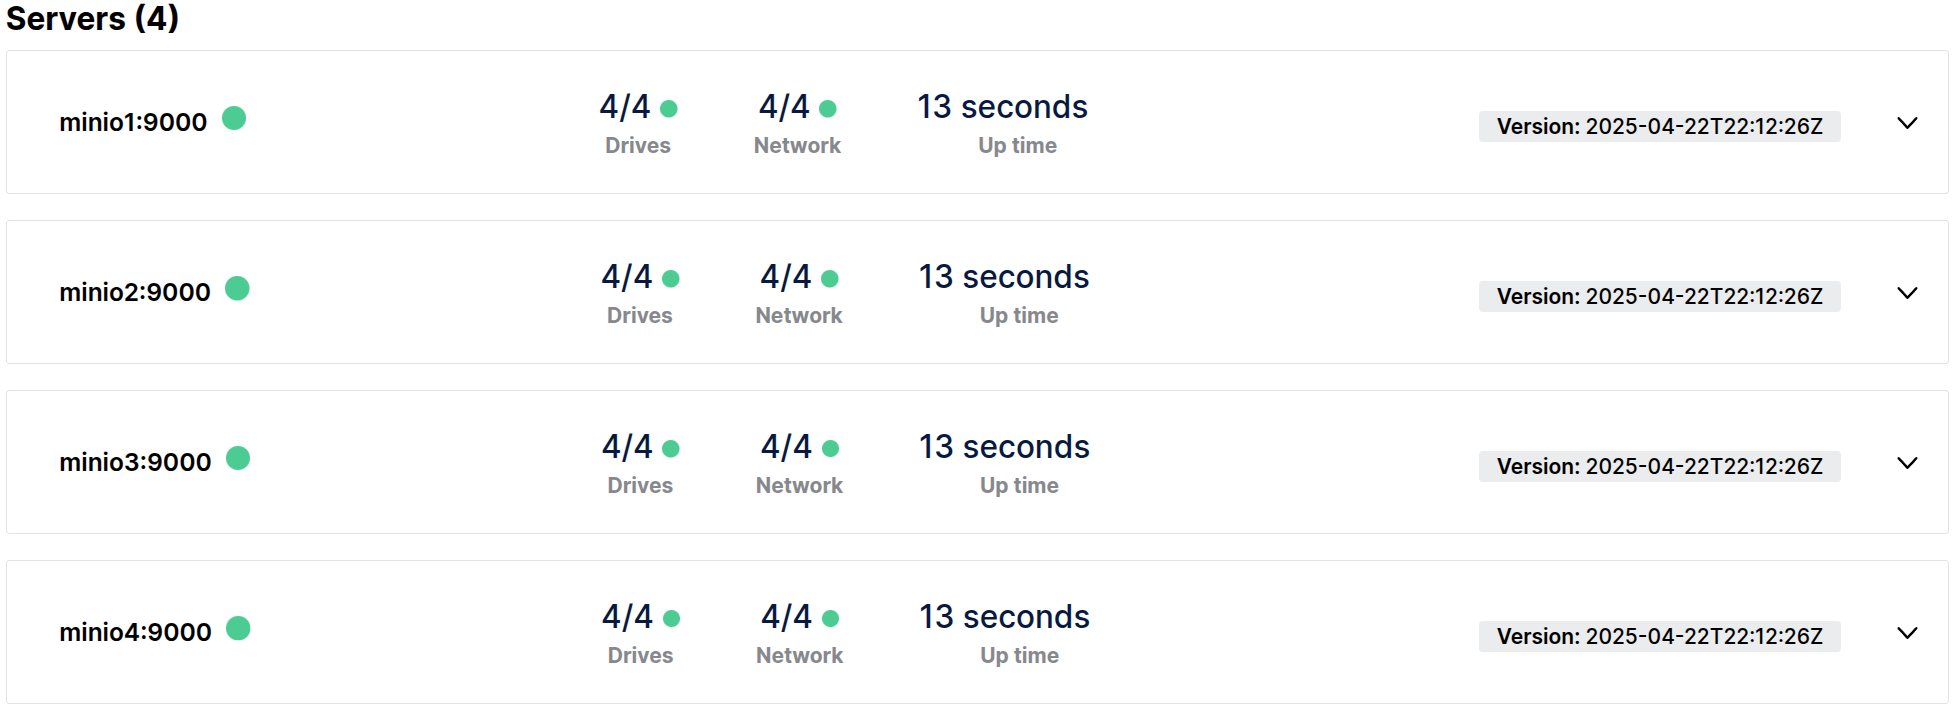 Servers (4)
minio1:9000
4/4 4/4 13 seconds
Drives Network Up time
Version: 2025-04-22T22:12:26Z
minio2:9000
4/4 4/4 13 seconds
Drives Network Up time
Version: 2025-04-22T22:12:26Z
minio3:9000
4/4 4/4 13 seconds
Drives Network Up time
Version: 2025-04-22T22:12:26Z
minio4:9000
4/4 4/4 13 seconds
Drives Network Up time
Version: 2025-04-22T22:12:26Z